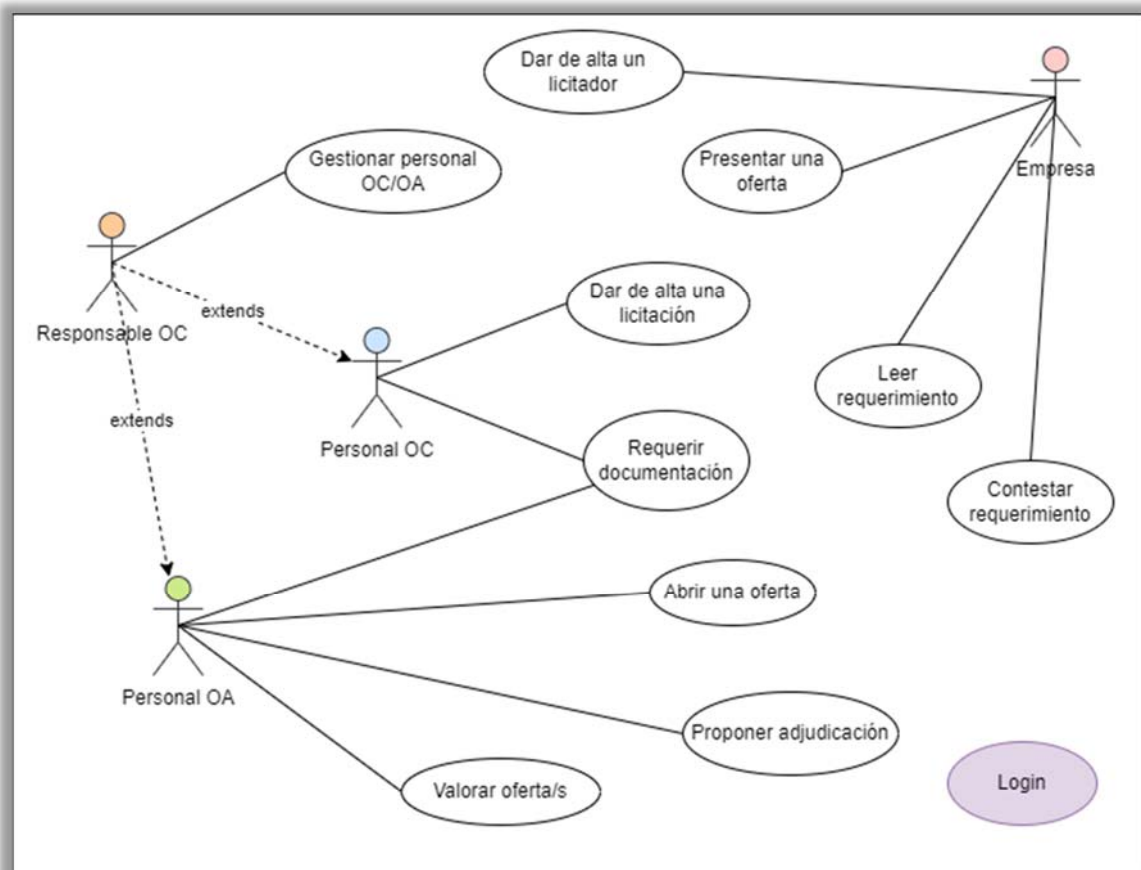 Dar de alta un
licitador
Empresa
Gestionar personal
OC/OA
Presentar una
oferta
Responsable OC
extends
Dar de alta una
licitación
Personal OC
Leer
requerimiento
extends
Requerir
documentación
Contestar
requerimiento
Personal OA
Abrir una oferta
Proponer adjudicación
Valorar oferta/s
Login